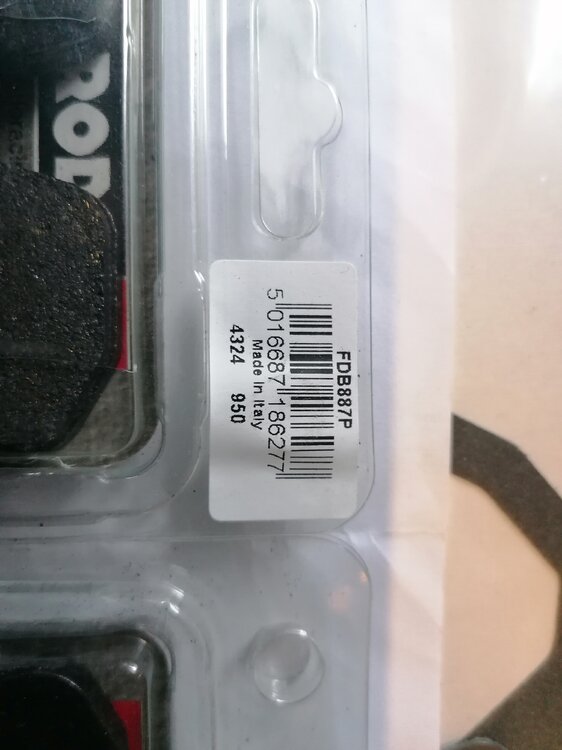 ROD
FDB887P
5 016687 186277
Made In Italy
4324 950